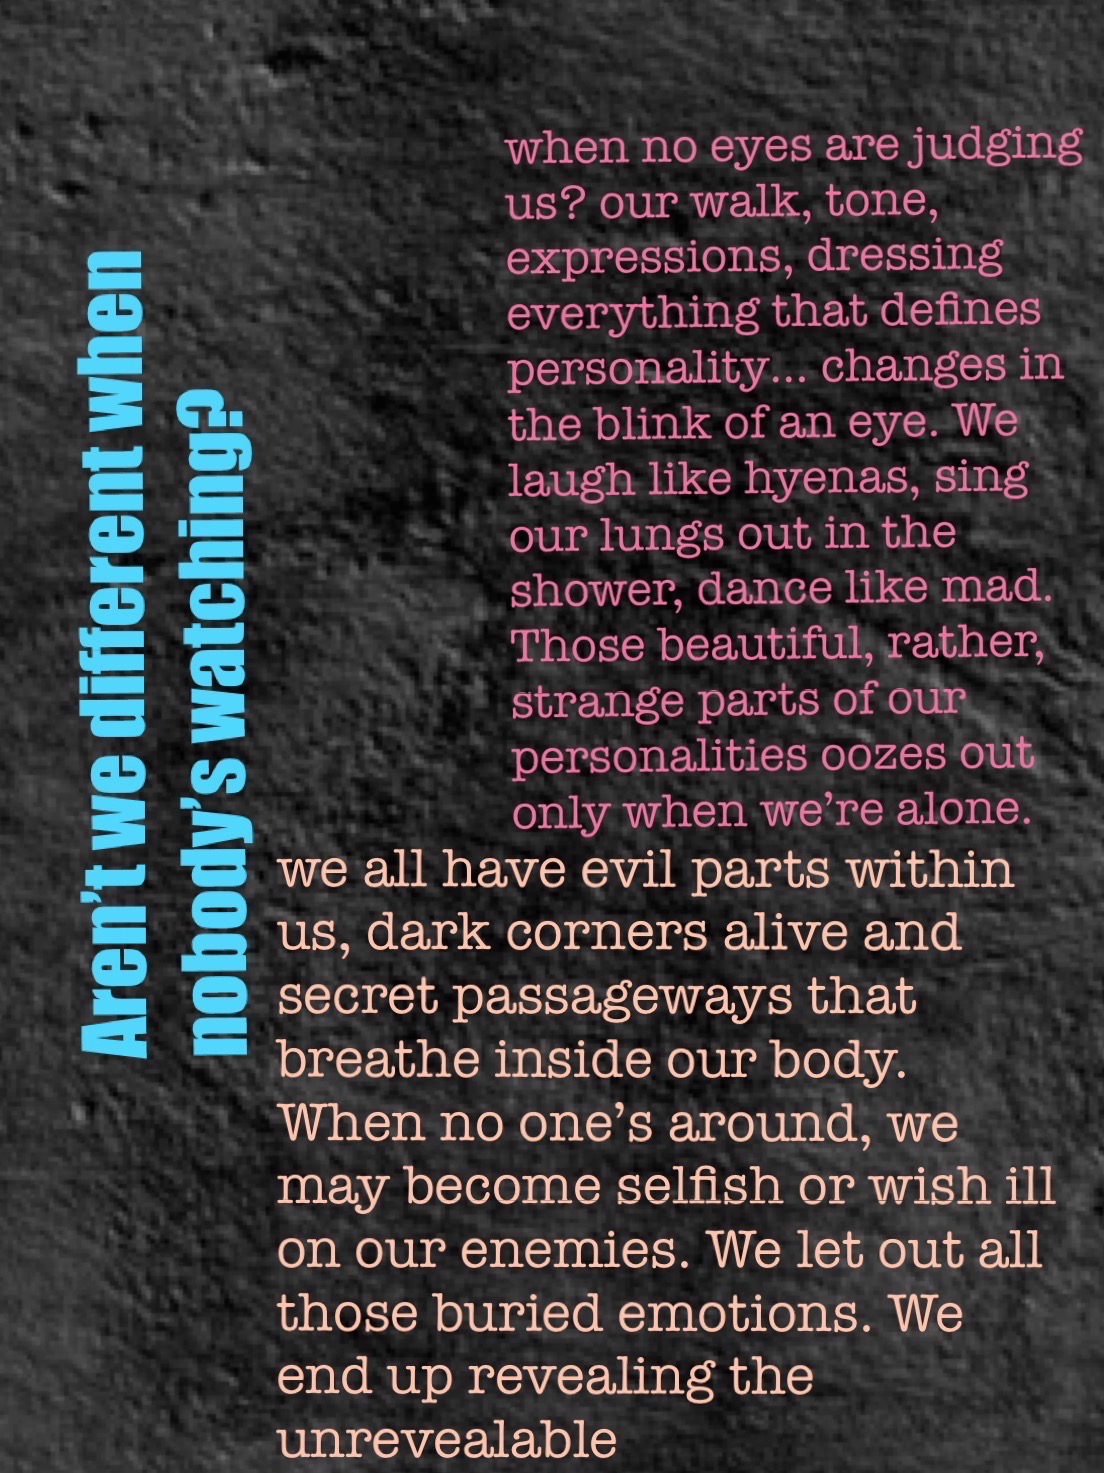 Aren't we different when
nobody's watching?
when no eyes are judging
us? our walk, tone,
expressions, dressing
everything that defines
personality... changes in
the blink of an eye. We
laugh like hyenas, sing
our lungs out in the
shower, dance like mad.
Those beautiful, rather,
strange parts of our
personalities oozes out
only when we're alone.
we all have evil parts within
us, dark corners alive and
secret passageways that
breathe inside our body.
When no one's around, we
may become selfish or wish ill
on our enemies. We let out all
those buried emotions. We
end up revealing the
unrevealable